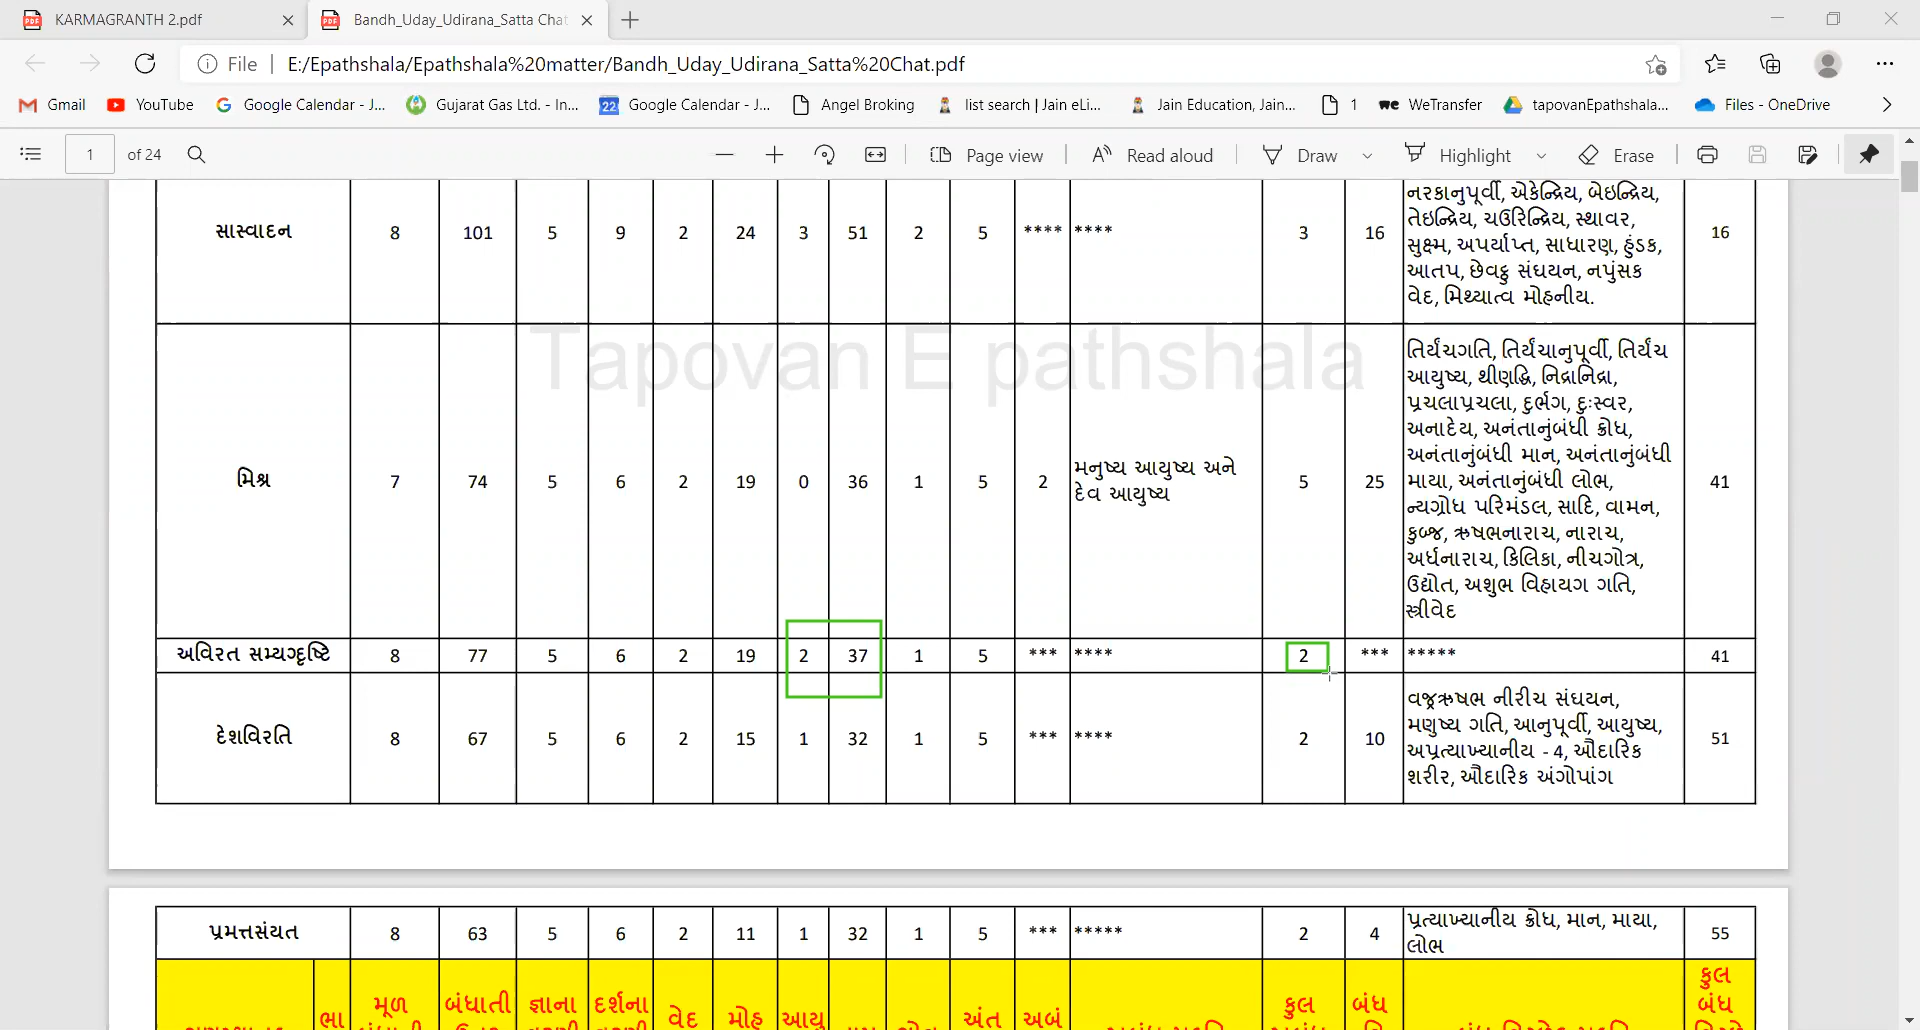 KARMAGRANTH 2.pdf
Bandh_Uday_Udirana_Satta Cha
File
E:/Epathshala/Epathshala%20matter/Bandh_Uday_Udirana_Satta%20Chat.pdf
Gmail YouTube Google Calendar - J... Gujarat Gas Ltd. - In... 22 Google Calendar - J... Angel Broking list search | Jain eLi... Jain Education, Jain... 1 WeTransfer tapovanEpathshala... Files - OneDrive
1 of 24 Page view Read aloud Draw Highlight Erase
નરકાનુપૂર્વી, એકેન્દ્રિય, બેઇન્દ્રિય,
તેઇન્દ્રિય, ચઉરિન્દ્રિય, સ્થાવર,
સાસ્વાદન 8 101 5 9 2 24 3 51 2 5 **** **** 3 16 સુક્ષ્મ, અપર્યાપ્ત, સાધારણ, હુંડક, 16
આતપ, છેવટ્ઠુ સંઘયન, નપુંસક
વેદ, મિથ્યાત્વ મોહનીય.
Tapovan E pathshala
તિર્યંચગતિ, તિર્યંચાનુપૂર્વી, તિર્યંચ
આયુષ્ય, થીણદ્ધિ, નિદ્રાનિદ્રા,
પ્રચલાપ્રચલા, દુર્ભગ, દુઃસ્વર,
અનાદેય, અનંતાનુંબંધી ક્રોધ,
અનંતાનુંબંધી માન, અનંતાનુંબંધી
મિશ્ર 7 74 5 6 2 19 0 36 1 5 2 મનુષ્ય આયુષ્ય અને દેવ આયુષ્ય 5 25 માયા, અનંતાનુંબંધી લોભ, 41
ન્યગ્રોધ પરિમંડલ, સાદિ, વામન,
કુબ્જ, ઋષભનારાચ, નારાચ,
અર્ધનારાચ, કિલિકા, નીચગોત્ર,
ઉદ્યોત, અશુભ વિહાયગ ગતિ,
સ્ત્રીવેદ
અવિરત સમ્યગ્દૃષ્ટિ 8 77 5 6 2 19 2 37 1 5 *** **** 2 *** ***** 41
વજ્રઋષભ નીરીચ સંઘયન,
મણુષ્ય ગતિ, આનુપૂર્વી, આયુષ્ય,
દેશવિરતિ 8 67 5 6 2 15 1 32 1 5 *** **** 2 10 અપ્રત્યાખ્યાનીય - 4, ઔદારિક 51
શરીર, ઔદારિક અંગોપાંગ
પ્રમત્તસંયત 8 63 5 6 2 11 1 32 1 5 *** ***** 2 4 પ્રત્યાખ્યાનીય ક્રોધ, માન, માયા, 55
લોભ
કુલ
ભા મૂળ બંધાતી જ્ઞાના દર્શના વેદ મોહ આયુ અંત અબં કુલ બંધ બંધ